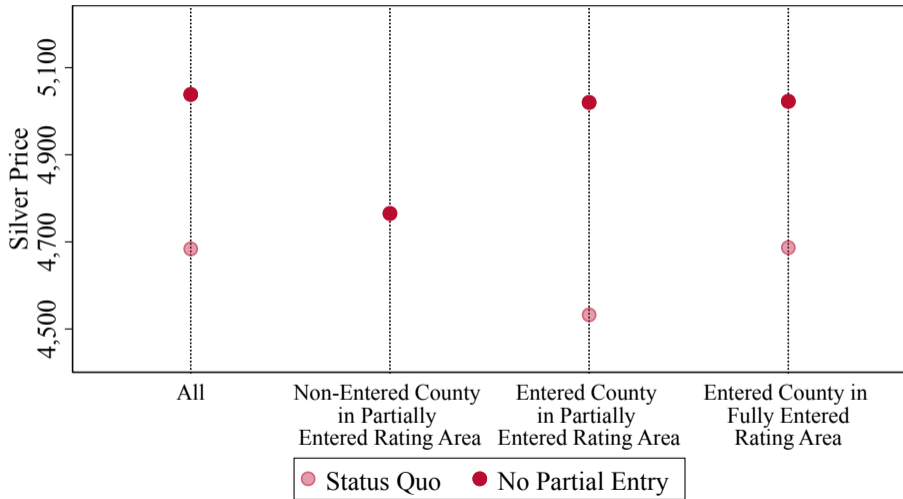 Silver Price
5,100
4,900
4,700
4,500
All
Non-Entered County
in Partially
Entered Rating Area
Entered County
in Partially
Entered Rating Area
Entered County in
Fully Entered
Rating Area
Status Quo
No Partial Entry